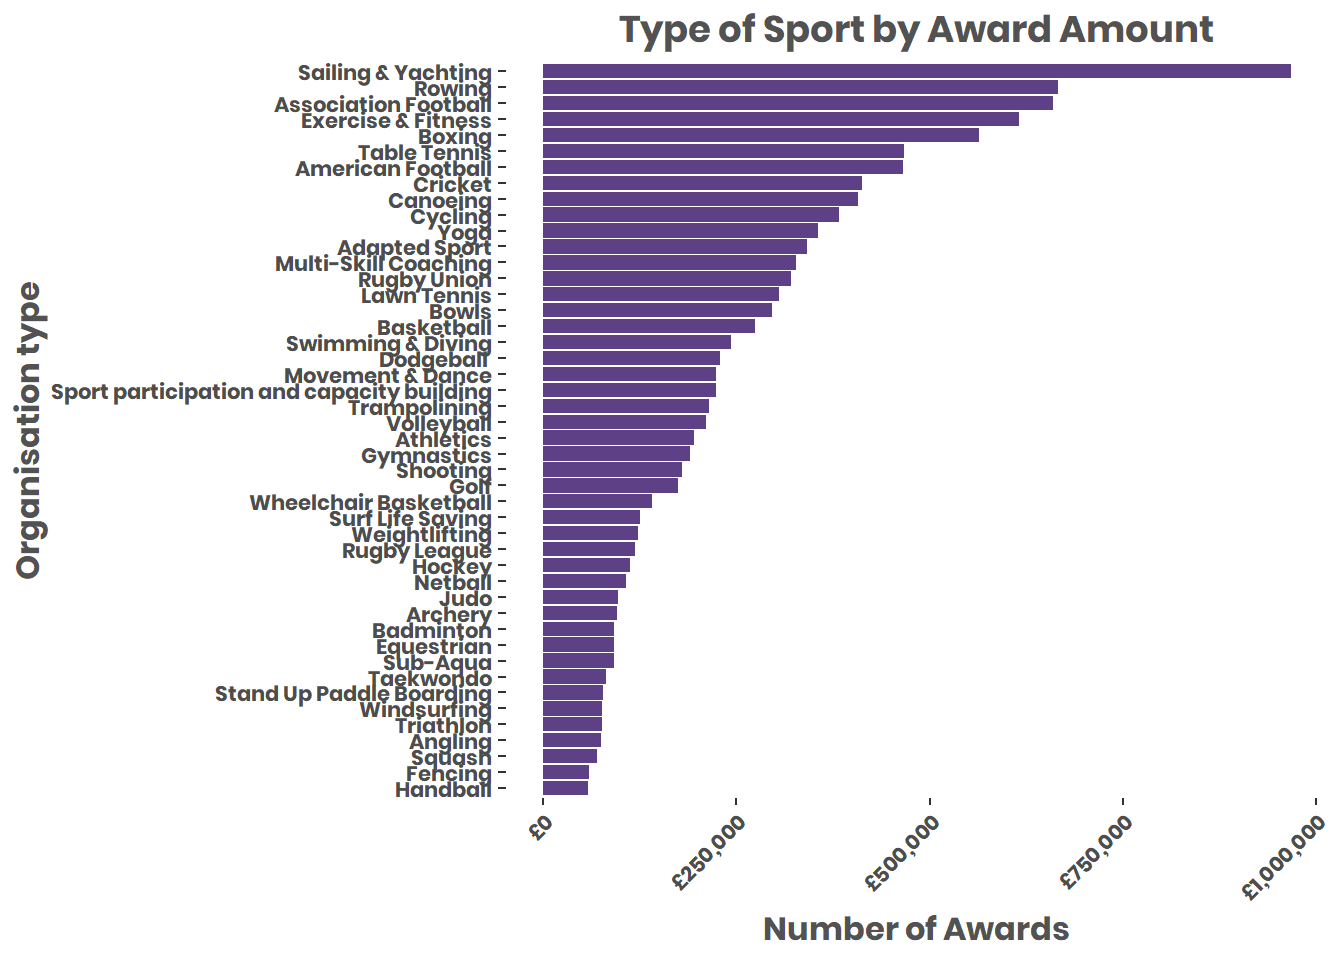 Type of Sport by Award Amount
Organisation type
Sailing & Yachting
Rowing
Association Football
Exercise & Fitness
Boxing
Table Tennis
American Football
Cricket
Canoeing
Cycling
Yoga
Adapted Sport
Multi-Skill Coaching
Rugby Union
Lawn Tennis
Bowls
Basketball
Swimming & Diving
Dodgeball
Movement & Dance
Sport participation and capacity building
Trampolining
Volleyball
Athletics
Gymnastics
Shooting
Golf
Wheelchair Basketball
Surf Life Saving
Weightlifting
Rugby League
Hockey
Netball
Judo
Archery
Badminton
Equestrian
Sub-Aqua
Taekwondo
Stand Up Paddle Boarding
Windsurfing
Triathlon
Angling
Squash
Fencing
Handball
£0
£250,000
£500,000
£750,000
£1,000,000
Number of Awards